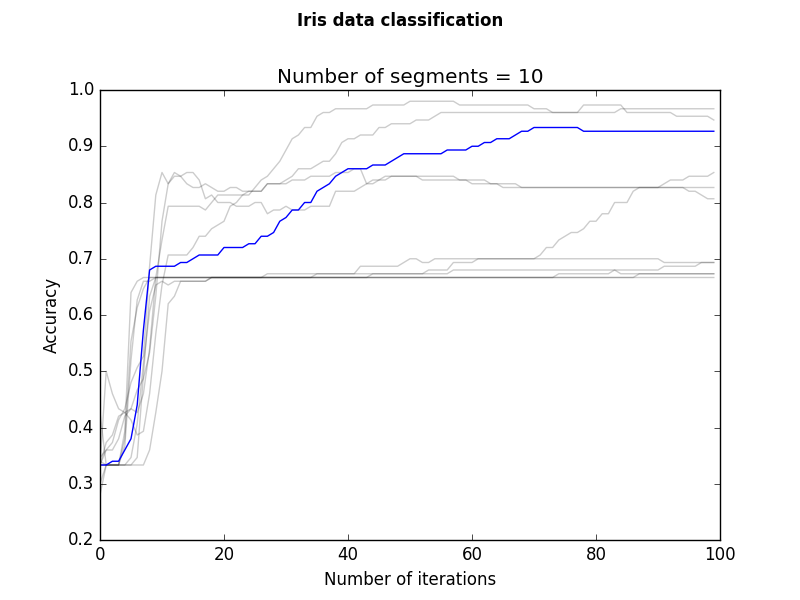 Iris data classification
Number of segments = 10
1.0
0.9
0.8
0.7
0.6
0.5
0.4
0.3
0.2
Accuracy
0 20 40 60 80 100
Number of iterations